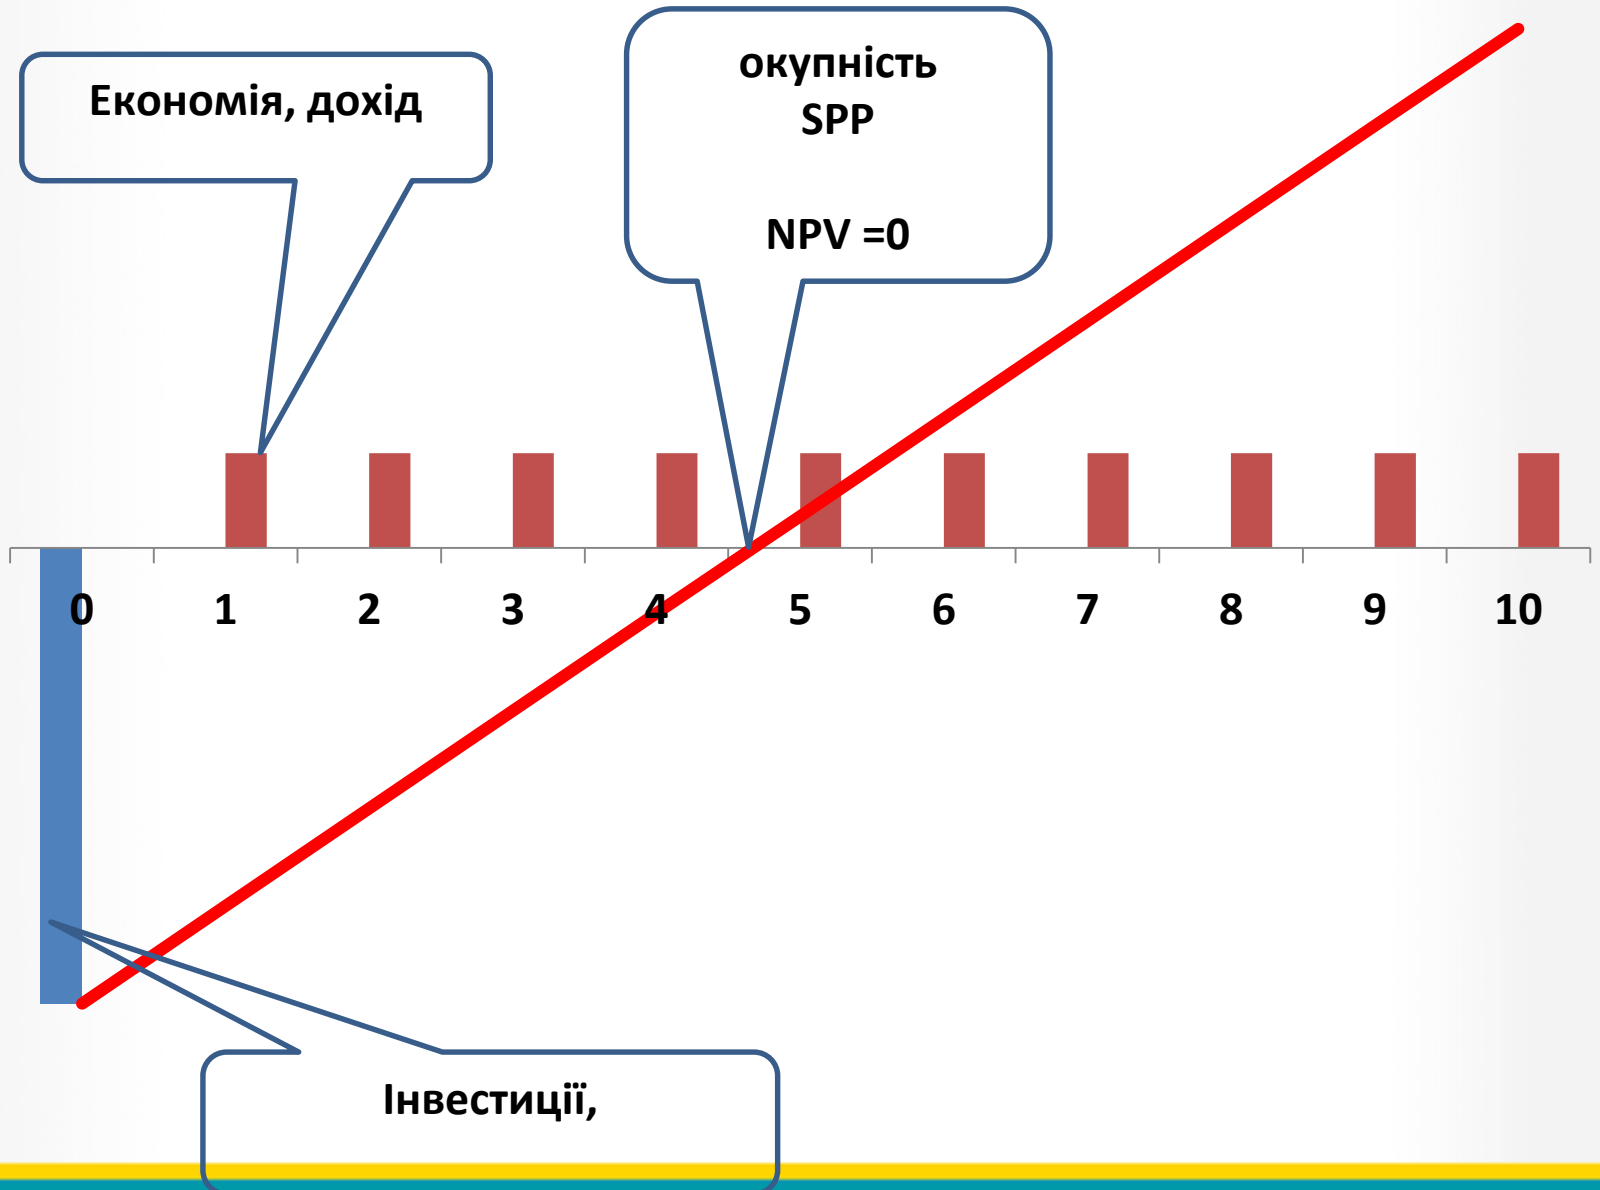 Економія, дохід
окупність
SPP
NPV =0
0 1 2 3 4 5 6 7 8 9 10
Інвестиції,